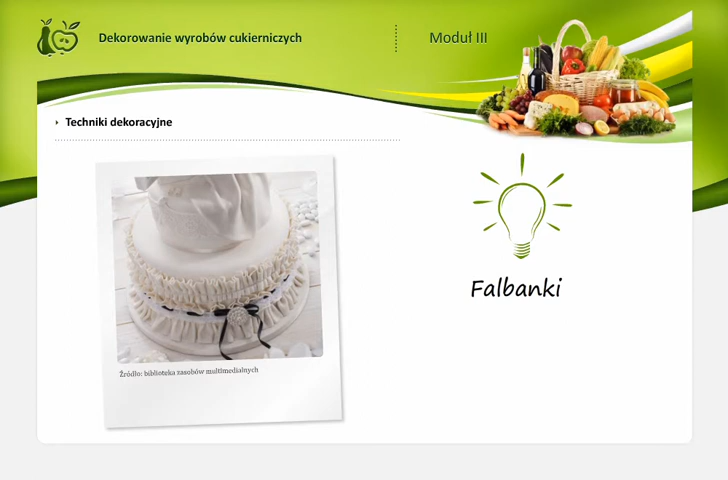 Dekorowanie wyrobów cukierniczych
Moduł III
Techniki dekoracyjne
Falbanki
Źródło: biblioteka zasobów multimedialnych